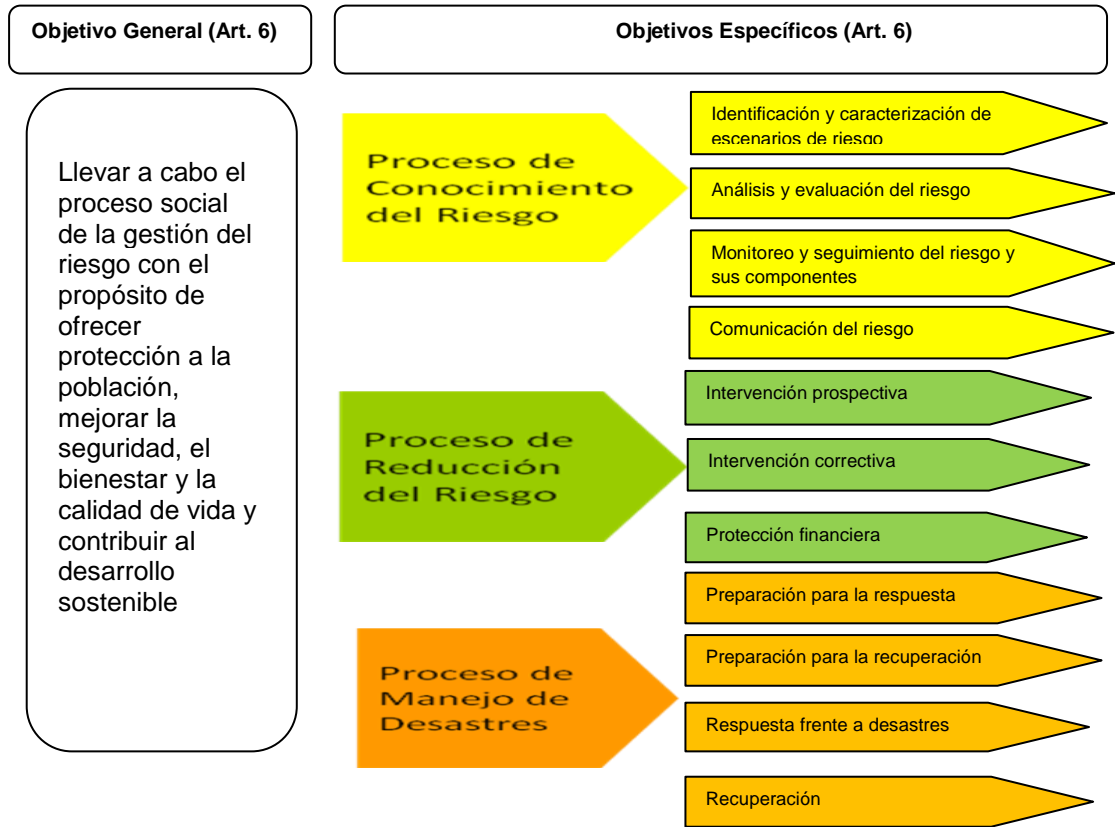 Objetivo General (Art. 6)
Objetivos Específicos (Art. 6)
Llevar a cabo el
proceso social
de la gestión del
riesgo con el
propósito de
ofrecer
protección a la
población,
mejorar la
seguridad, el
bienestar y la
calidad de vida y
contribuir al
desarrollo
sostenible
Proceso de
Conocimiento
del Riesgo
Identificación y caracterización de
escenarios de riesgo
Análisis y evaluación del riesgo
Monitoreo y seguimiento del riesgo y
sus componentes
Comunicación del riesgo
Proceso de
Reducción
del Riesgo
Intervención prospectiva
Intervención correctiva
Protección financiera
Proceso de
Manejo de
Desastres
Preparación para la respuesta
Preparación para la recuperación
Respuesta frente a desastres
Recuperación